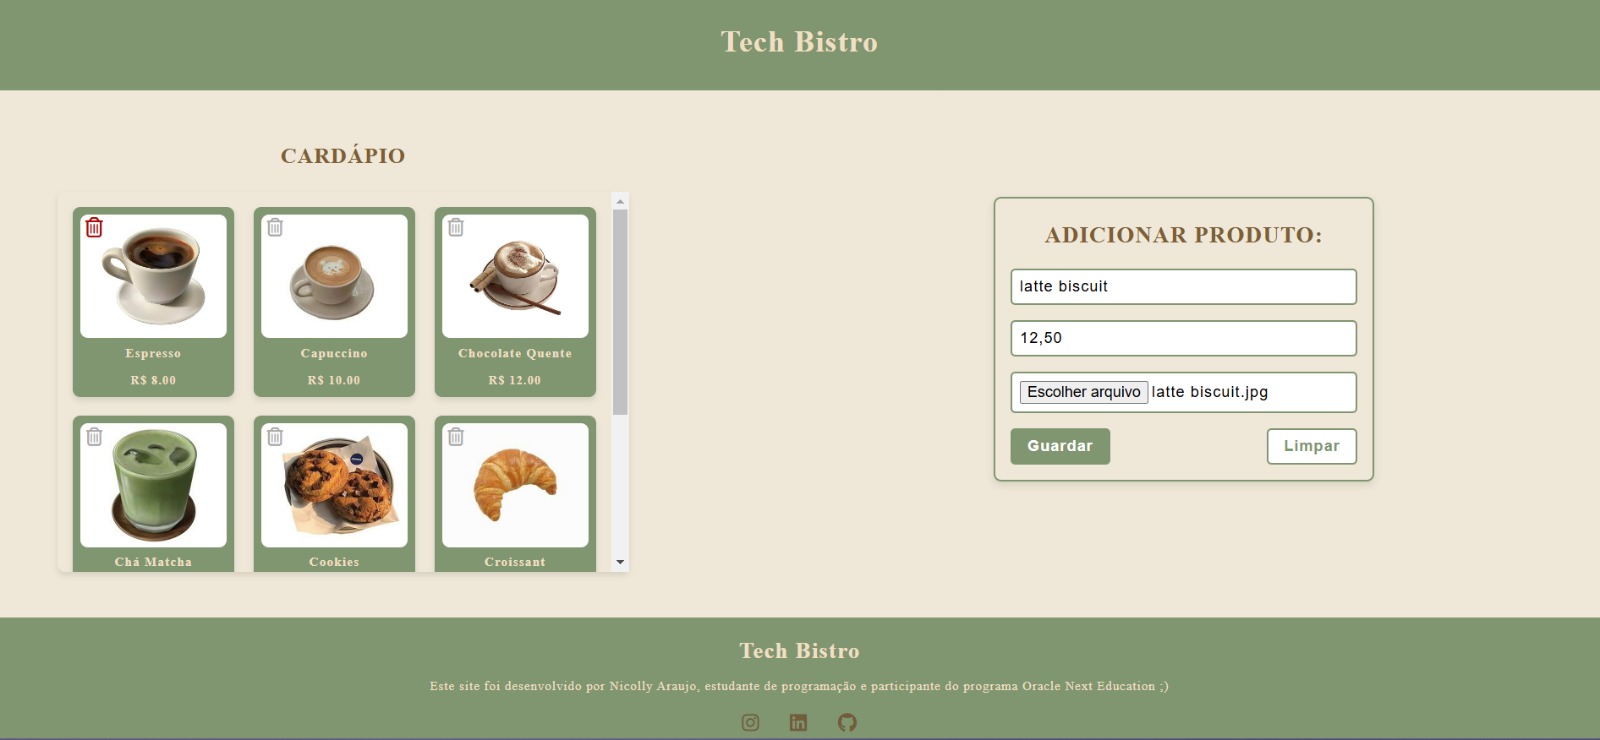 Tech Bistro
CARDÁPIO
Espresso
R$ 8.00
Capuccino
R$ 10.00
Chocolate Quente
R$ 12.00
Chá Matcha
Cookies
Croissant
ADICIONAR PRODUTO:
latte biscuit
12,50
Escolher arquivo latte biscuit.jpg
Guardar
Limpar
Tech Bistro
Este site foi desenvolvido por Nicolly Araujo, estudante de programação e participante do programa Oracle Next Education ;)